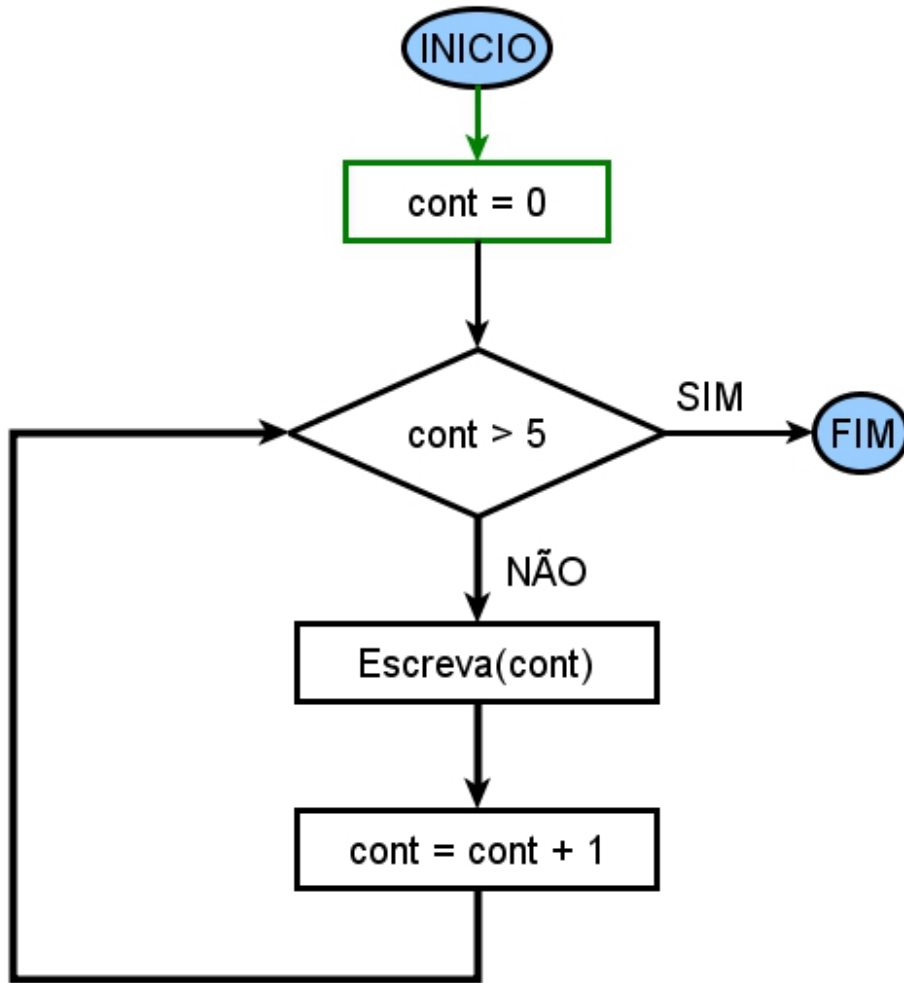 INICIO
cont = 0
cont > 5
SIM
FIM
NÃO
Escreva(cont)
cont = cont + 1